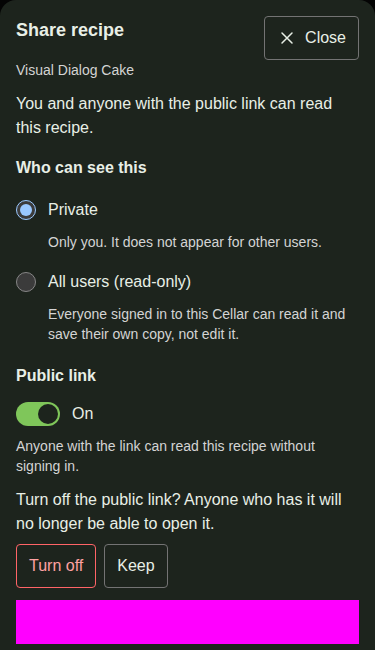 Share recipe
Close
Visual Dialog Cake
You and anyone with the public link can read
this recipe.
Who can see this
Private
Only you. It does not appear for other users.
All users (read-only)
Everyone signed in to this Cellar can read it and
save their own copy, not edit it.
Public link
On
Anyone with the link can read this recipe without
signing in.
Turn off the public link? Anyone who has it will
no longer be able to open it.
Turn off
Keep